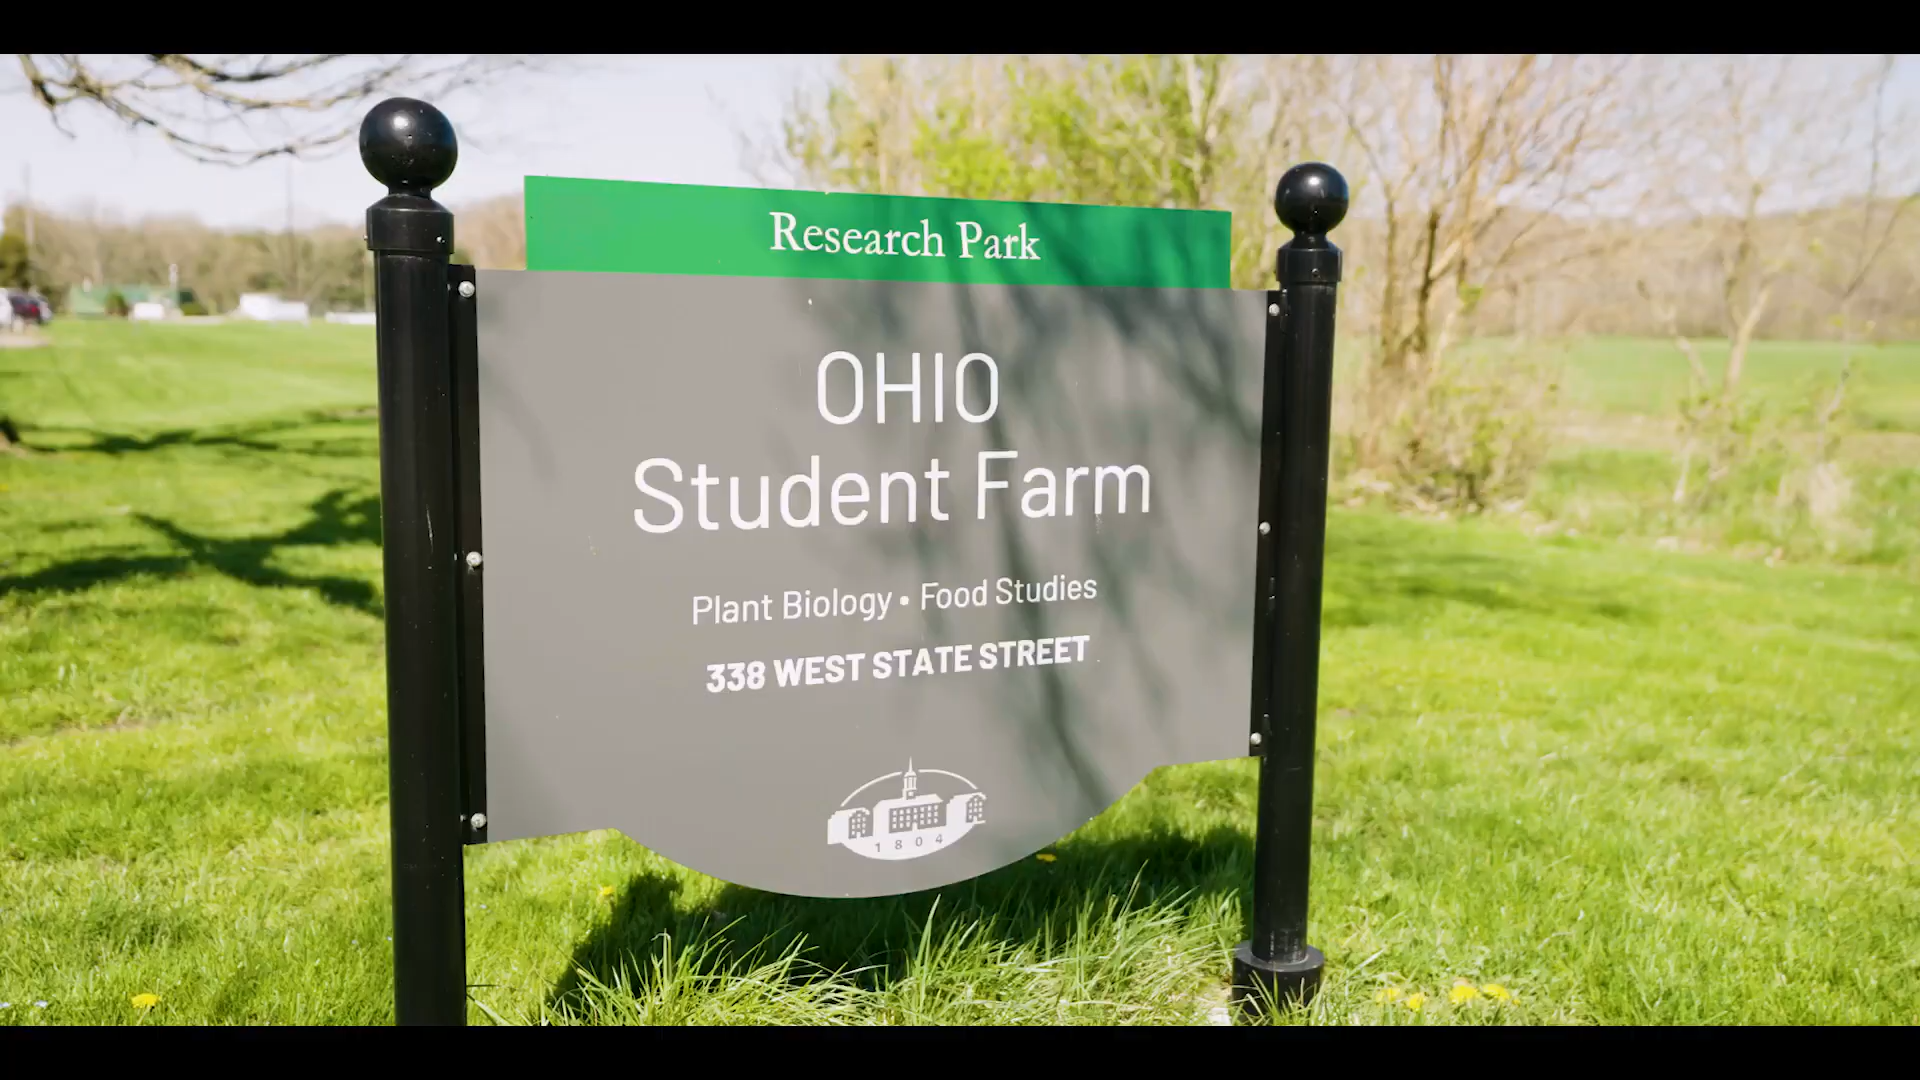 Research Park
OHIO
Student Farm
Plant Biology • Food Studies
338 WEST STATE STREET
1804